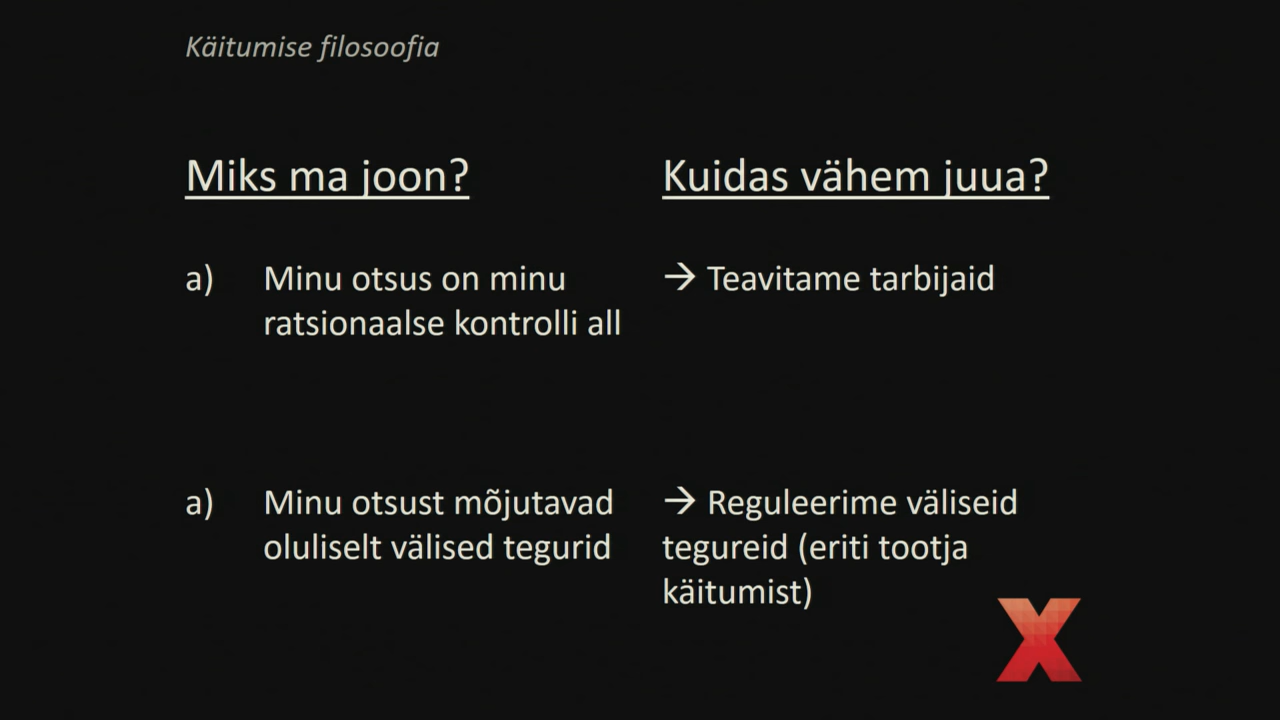 Käitumise filosoofia
Miks ma joon?
Kuidas vähem juua?
a) Minu otsus on minu
ratsionaalse kontrolli all
→ Teavitame tarbijaid
a) Minu otsust mõjutavad
oluliselt välised tegurid
→ Reguleerime väliseid
tegureid (eriti tootja
käitumist)
X